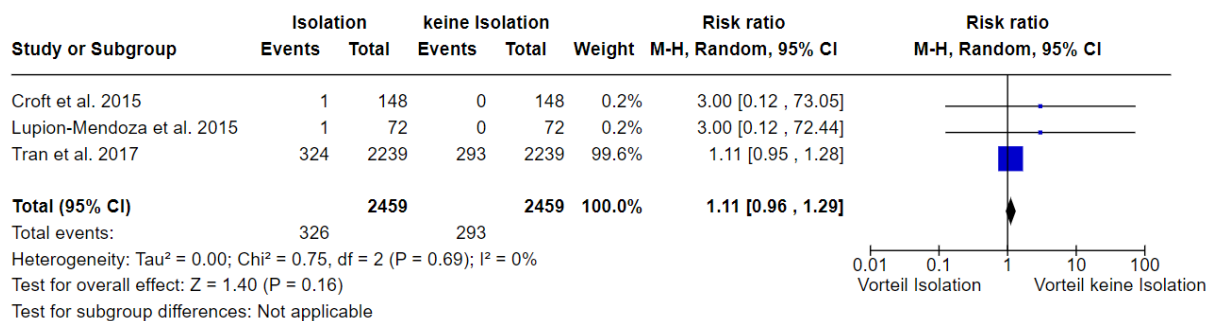 Isolation keine Isolation Risk ratio Risk ratio
Study or Subgroup Events Total Events Total Weight M-H, Random, 95% CI M-H, Random, 95% CI
Croft et al. 2015 1 148 0 148 0.2% 3.00 [0.12 , 73.05]
Lupion-Mendoza et al. 2015 1 72 0 72 0.2% 3.00 [0.12 , 72.44]
Tran et al. 2017 324 2239 293 2239 99.6% 1.11 [0.95 , 1.28]
Total (95% CI) 2459 2459 100.0% 1.11 [0.96 , 1.29]
Total events: 326 293
Heterogeneity: Tau² = 0.00; Chi² = 0.75, df = 2 (P = 0.69); I² = 0%
0.01 0.1 1 10 100
Test for overall effect: Z = 1.40 (P = 0.16)
Vorteil Isolation Vorteil keine Isolation
Test for subgroup differences: Not applicable